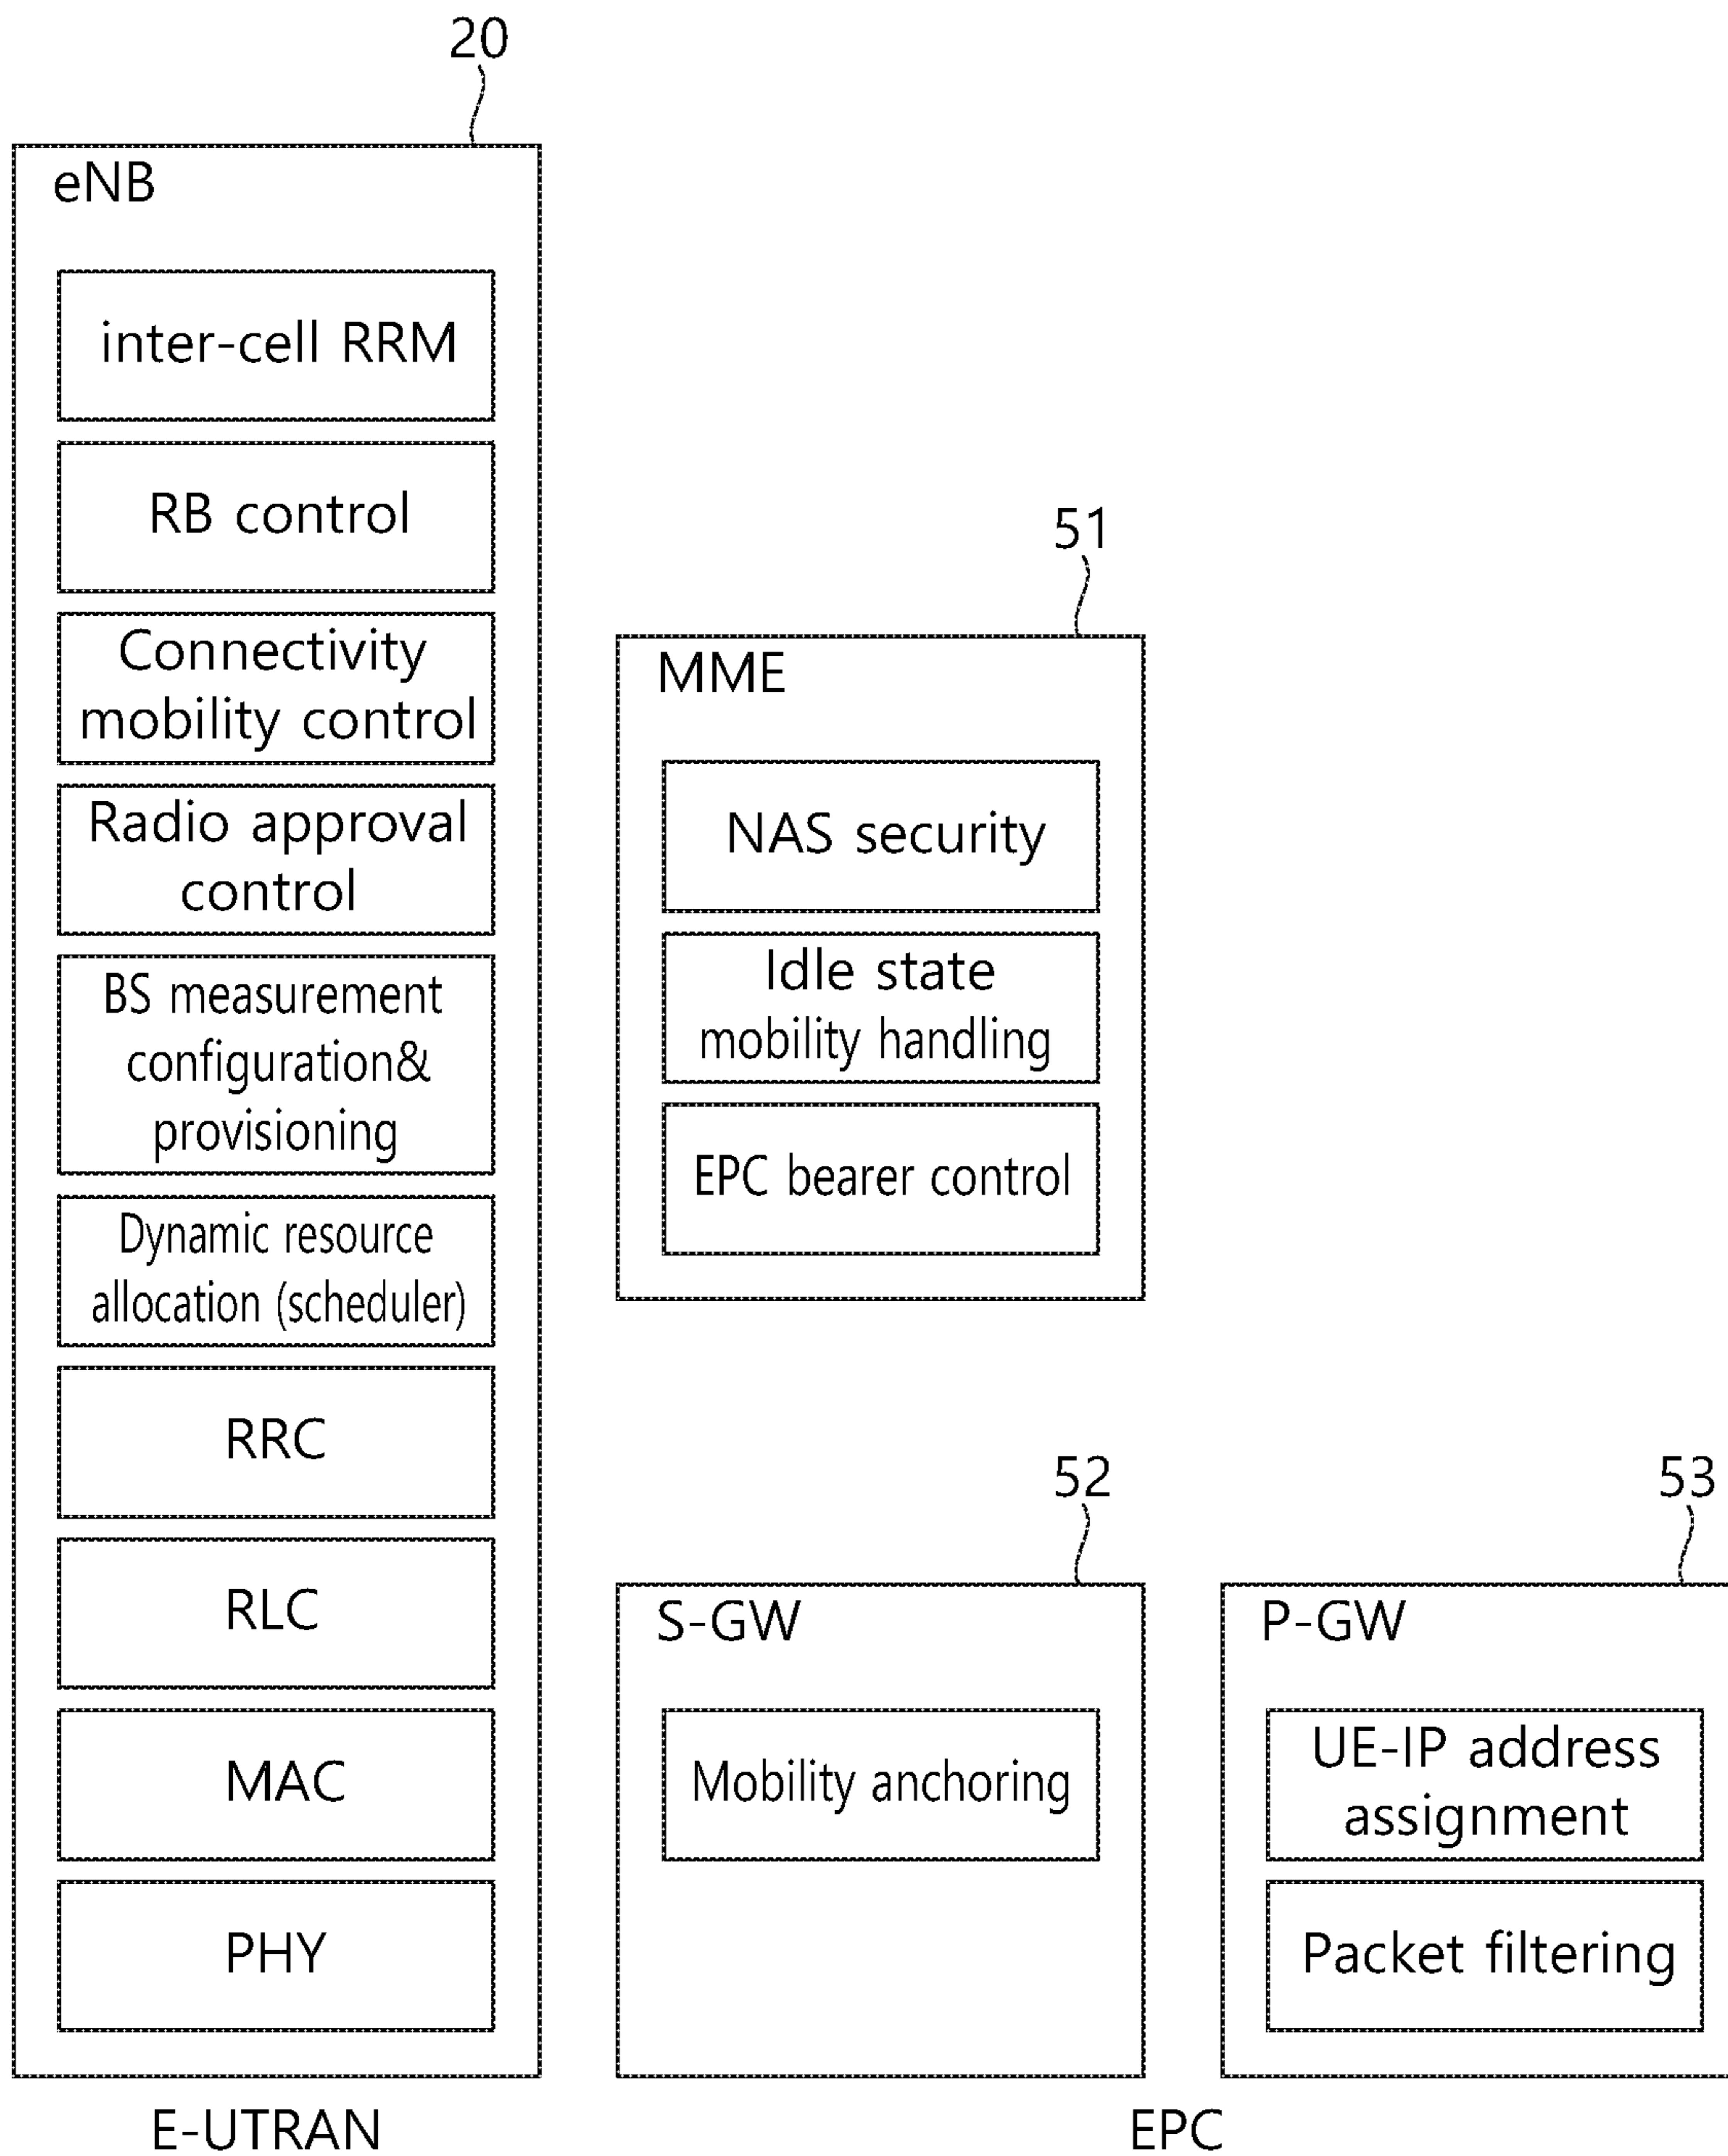 20
eNB
inter-cell RRM
RB control
Connectivity
mobility control
Radio approval
control
BS measurement
configuration&
provisioning
Dynamic resource
allocation (scheduler)
RRC
RLC
MAC
PHY
E-UTRAN
51
MME
NAS security
Idle state
mobility handling
EPC bearer control
52
S-GW
Mobility anchoring
53
P-GW
UE-IP address
assignment
Packet filtering
EPC